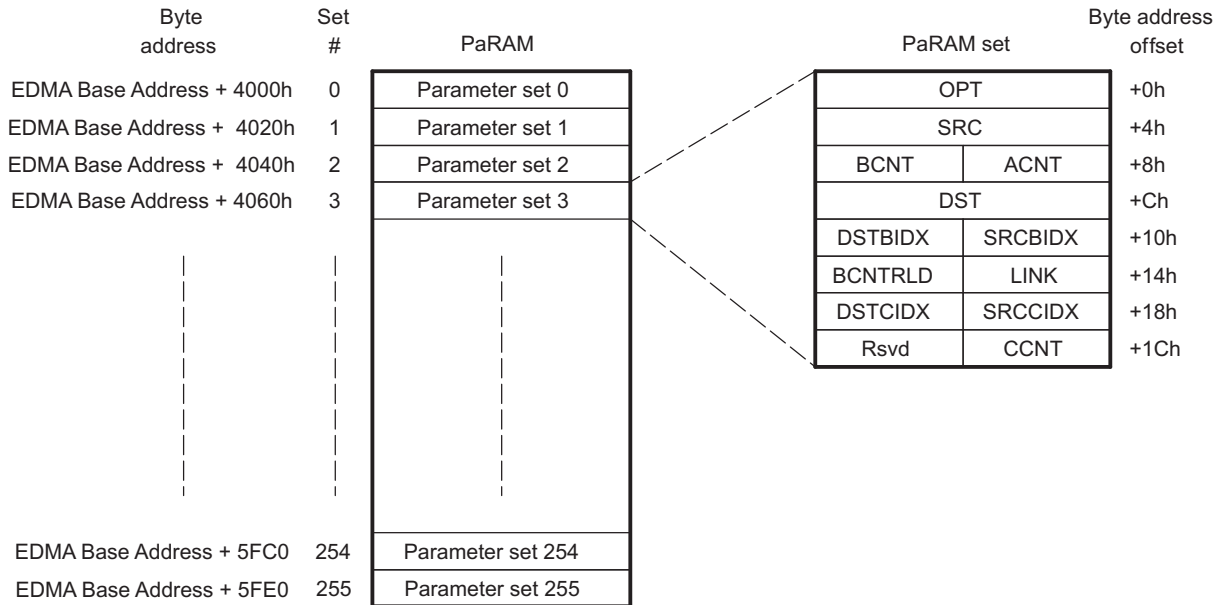 Byte address Set # PaRAM PaRAM set Byte address offset
EDMA Base Address + 4000h 0 Parameter set 0 OPT +0h
EDMA Base Address + 4020h 1 Parameter set 1 SRC +4h
EDMA Base Address + 4040h 2 Parameter set 2 BCNT ACNT +8h
EDMA Base Address + 4060h 3 Parameter set 3 DST +Ch
DSTBIDX SRCBIDX +10h
BCNTRLD LINK +14h
DSTCIDX SRCCIDX +18h
Rsvd CCNT +1Ch
EDMA Base Address + 5FC0 254 Parameter set 254
EDMA Base Address + 5FE0 255 Parameter set 255